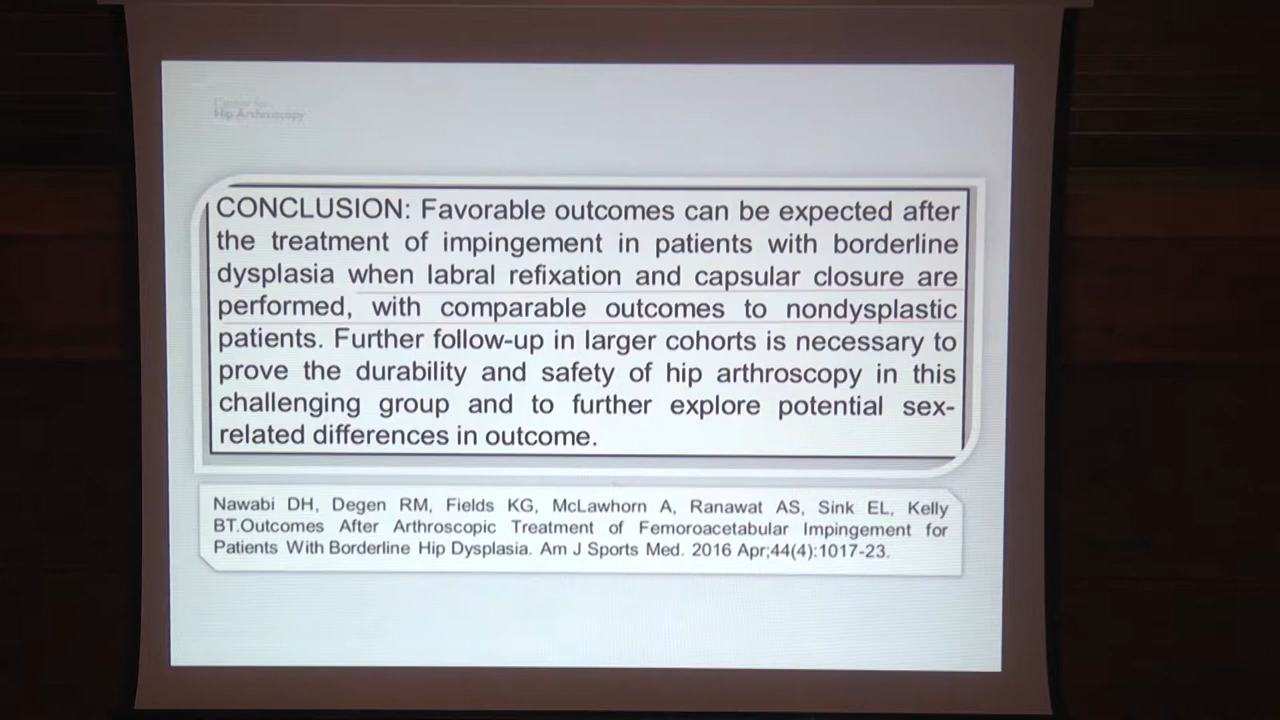 Center for
Hip Arthroscopy
CONCLUSION: Favorable outcomes can be expected after
the treatment of impingement in patients with borderline
dysplasia when labral refixation and capsular closure are
performed, with comparable outcomes to nondysplastic
patients. Further follow-up in larger cohorts is necessary to
prove the durability and safety of hip arthroscopy in this
challenging group and to further explore potential sex-
related differences in outcome.
Nawabi DH, Degen RM, Fields KG, McLawhorn A, Ranawat AS, Sink EL, Kelly
BT.Outcomes After Arthroscopic Treatment of Femoroacetabular Impingement for
Patients With Borderline Hip Dysplasia. Am J Sports Med. 2016 Apr;44(4):1017-23.